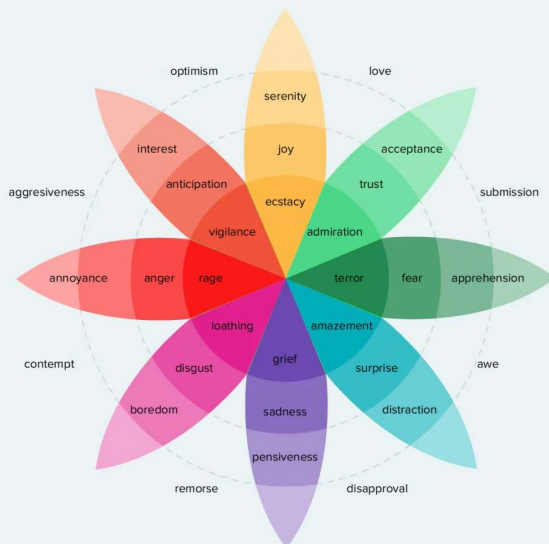 optimism
love
serenity
interest
joy
acceptance
anticipation
trust
aggresiveness
ecstacy
submission
vigilance
admiration
annoyance
anger
rage
terror
fear
apprehension
loathing
amazement
grief
contempt
disgust
surprise
awe
boredom
sadness
distraction
pensiveness
remorse
disapproval